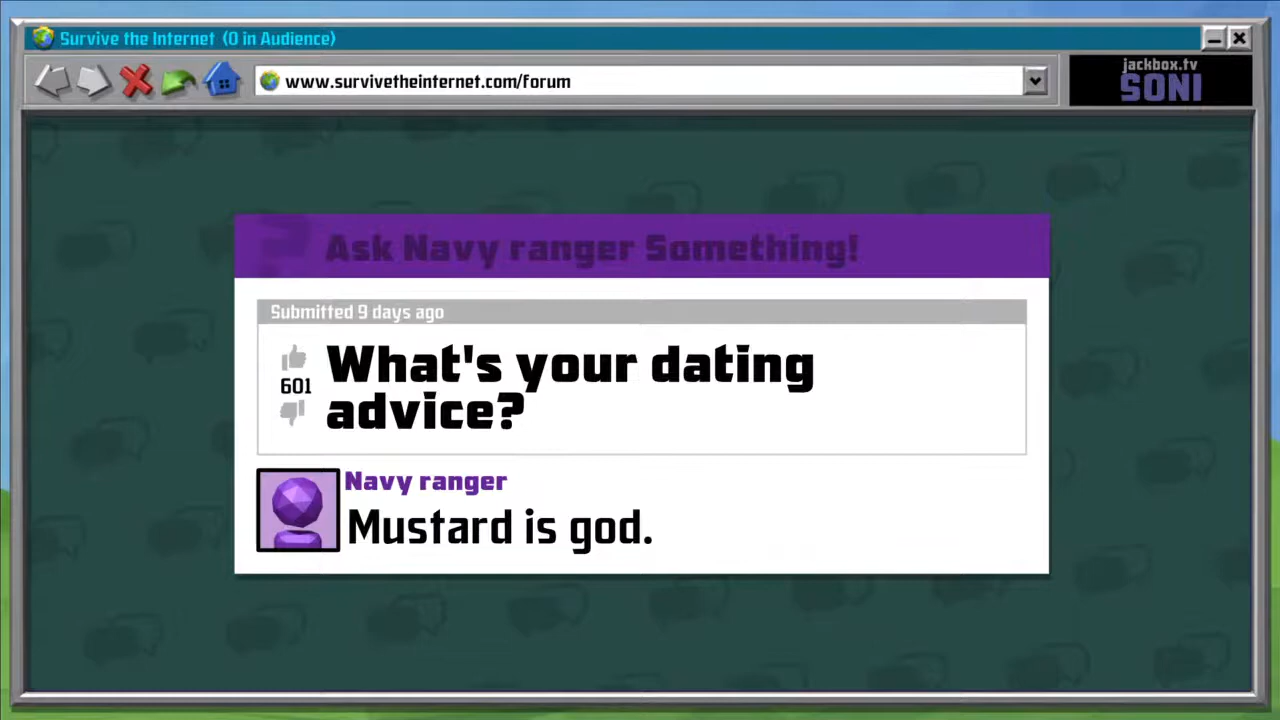 Survive the Internet (0 in Audience)
www.survivetheinternet.com/forum
jackbox.tv
SONI
Ask Navy ranger Something!
Submitted 9 days ago
601
What's your dating
advice?
Navy ranger
Mustard is god.